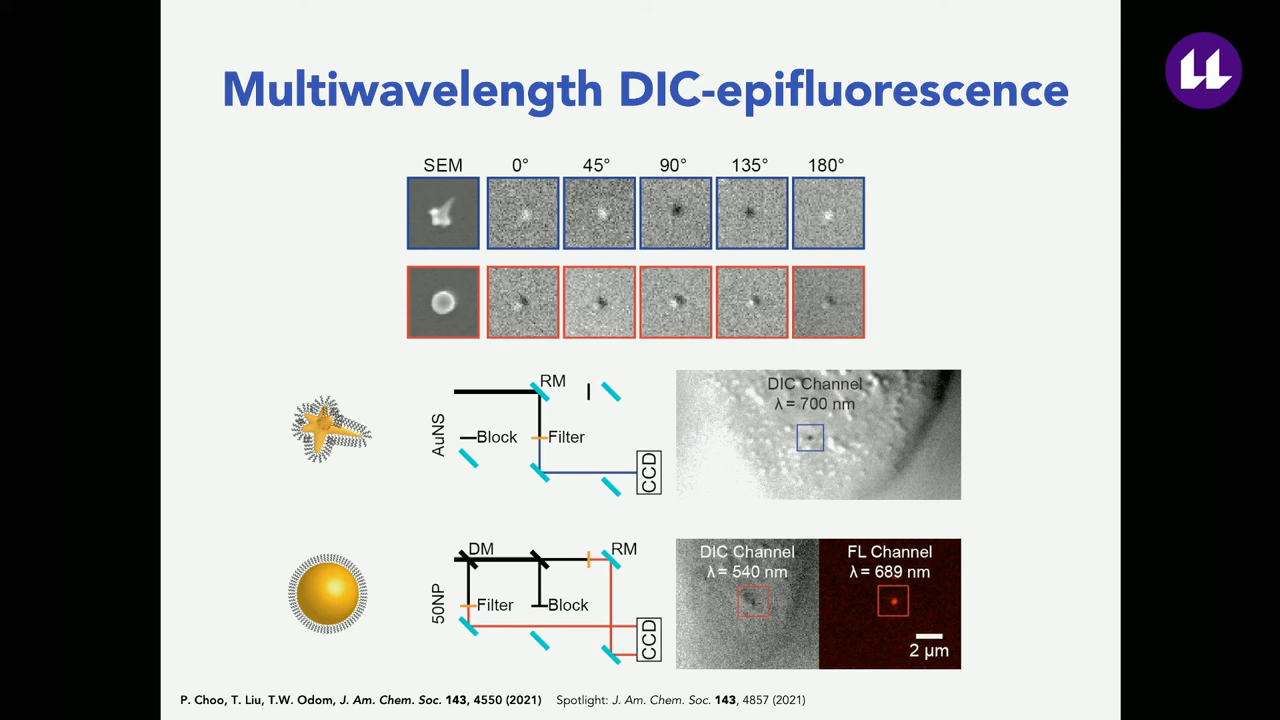 Multiwavelength DIC-epifluorescence
SEM 0° 45° 90° 135° 180°
RM
DIC Channel
λ = 700 nm
AuNS
Block
Filter
CCD
DM
RM
DIC Channel
λ = 540 nm
FL Channel
λ = 689 nm
50NP
Filter
Block
CCD
2 μm
P. Choo, T. Liu, T.W. Odom, J. Am. Chem. Soc. 143, 4550 (2021) Spotlight: J. Am. Chem. Soc. 143, 4857 (2021)